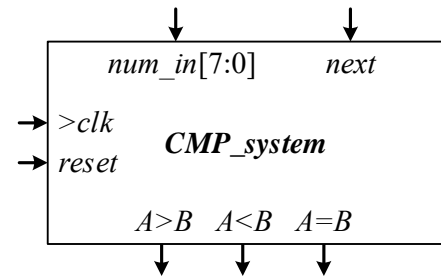 num_in[7:0] next
>clk
CMP_system
reset
A>B A<B A=B